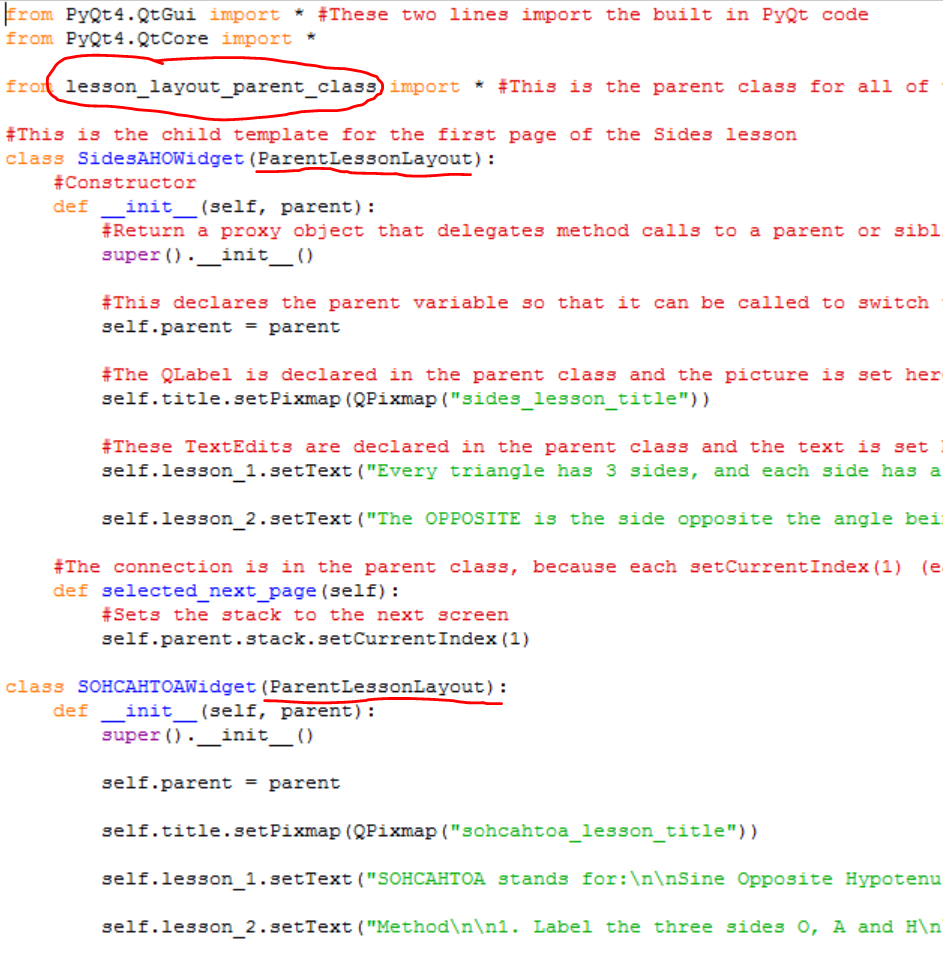 from PyQt4.QtGui import * #These two lines import the built in PyQt code
from PyQt4.QtCore import *
from lesson_layout_parent_class import * #This is the parent class for all of
#This is the child template for the first page of the Sides lesson
class SidesAHOWidget(ParentLessonLayout):
    #Constructor
    def __init__(self, parent):
        #Return a proxy object that delegates method calls to a parent or sibl
        super().__init__()
        #This declares the parent variable so that it can be called to switch
        self.parent = parent
        #The QLabel is declared in the parent class and the picture is set her
        self.title.setPixmap(QPixmap("sides_lesson_title"))
        #These TextEdits are declared in the parent class and the text is set
        self.lesson_1.setText("Every triangle has 3 sides, and each side has a
        self.lesson_2.setText("The OPPOSITE is the side opposite the angle bei
    #The connection is in the parent class, because each setCurrentIndex(1) (e
    def selected_next_page(self):
        #Sets the stack to the next screen
        self.parent.stack.setCurrentIndex(1)
class SOHCAHTOAWidget(ParentLessonLayout):
    def __init__(self, parent):
        super().__init__()
        self.parent = parent
        self.title.setPixmap(QPixmap("sohcahtoa_lesson_title"))
        self.lesson_1.setText("SOHCAHTOA stands for:\n\nSine Opposite Hypotenu
        self.lesson_2.setText("Method\n\n1. Label the three sides O, A and H\n